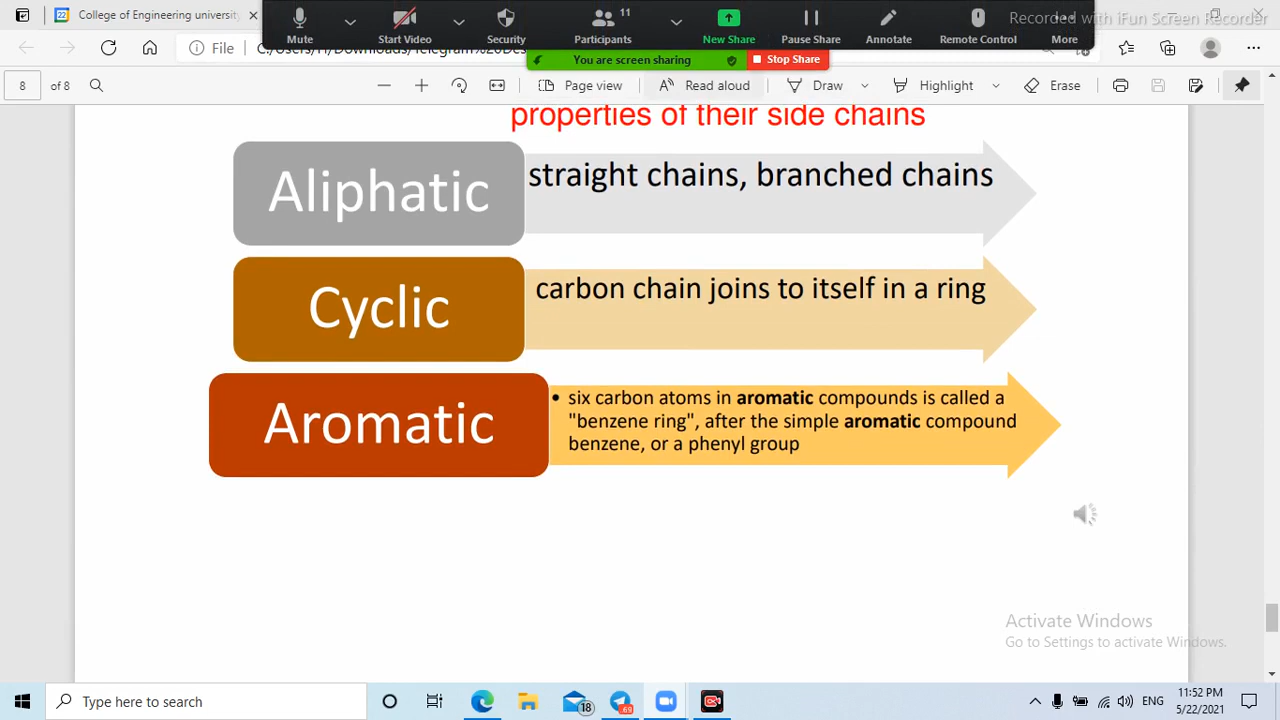 College of Engineering university
11
Recorded with iFun Screen Recorder
Mute
Start Video
Security
Participants
New Share
Pause Share
Annotate
Remote Control
More
File
You are screen sharing
Stop Share
8
of 8
Page view
Read aloud
Draw
Highlight
Erase
properties of their side chains
Aliphatic
straight chains, branched chains
Cyclic
carbon chain joins to itself in a ring
Aromatic
• six carbon atoms in aromatic compounds is called a
"benzene ring", after the simple aromatic compound
benzene, or a phenyl group
Activate Windows
Go to Settings to activate Windows.
Type here to search
18
69
ENG
11:52 PM
5/22/2021